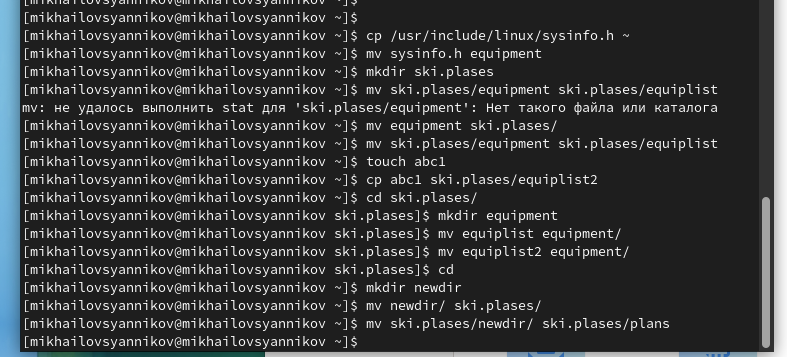 [mikhailovsyannikov@mikhailovsyannikov ~]$
[mikhailovsyannikov@mikhailovsyannikov ~]$
[mikhailovsyannikov@mikhailovsyannikov ~]$ cp /usr/include/linux/sysinfo.h ~
[mikhailovsyannikov@mikhailovsyannikov ~]$ mv sysinfo.h equipment
[mikhailovsyannikov@mikhailovsyannikov ~]$ mkdir ski.plases
[mikhailovsyannikov@mikhailovsyannikov ~]$ mv ski.plases/equipment ski.plases/equiplist
mv: не удалось выполнить stat для 'ski.plases/equipment': Нет такого файла или каталога
[mikhailovsyannikov@mikhailovsyannikov ~]$ mv equipment ski.plases/
[mikhailovsyannikov@mikhailovsyannikov ~]$ mv ski.plases/equipment ski.plases/equiplist
[mikhailovsyannikov@mikhailovsyannikov ~]$ touch abc1
[mikhailovsyannikov@mikhailovsyannikov ~]$ cp abc1 ski.plases/equiplist2
[mikhailovsyannikov@mikhailovsyannikov ~]$ cd ski.plases/
[mikhailovsyannikov@mikhailovsyannikov ski.plases]$ mkdir equipment
[mikhailovsyannikov@mikhailovsyannikov ski.plases]$ mv equiplist equipment/
[mikhailovsyannikov@mikhailovsyannikov ski.plases]$ mv equiplist2 equipment/
[mikhailovsyannikov@mikhailovsyannikov ski.plases]$ cd
[mikhailovsyannikov@mikhailovsyannikov ~]$ mkdir newdir
[mikhailovsyannikov@mikhailovsyannikov ~]$ mv newdir/ ski.plases/
[mikhailovsyannikov@mikhailovsyannikov ~]$ mv ski.plases/newdir/ ski.plases/plans
[mikhailovsyannikov@mikhailovsyannikov ~]$